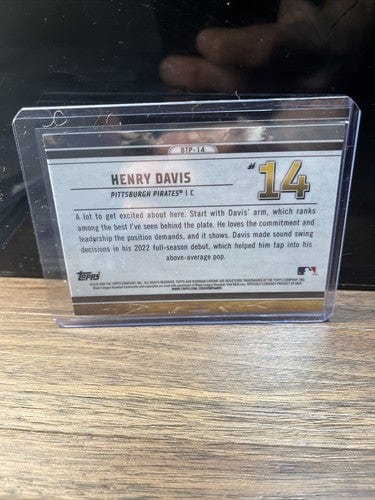 BTP-14
HENRY DAVIS
PITTSBURGH PIRATES® | C
# 14
A lot to get excited about here. Start with Davis' arm, which ranks
among the best I've seen behind the plate. He loves the commitment and
leadership the position demands, and it shows. Davis made sound swing
decisions in his 2022 full-season debut, which helped him tap into his
above-average pop.
TOPPS